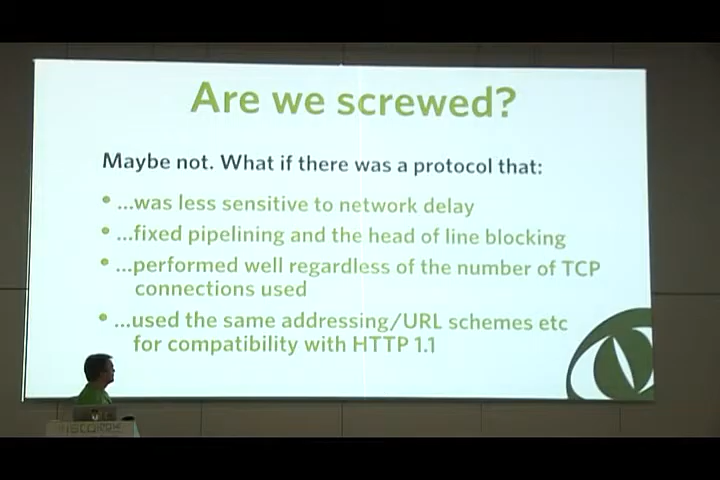 Are we screwed?
Maybe not. What if there was a protocol that:
• ...was less sensitive to network delay
• ...fixed pipelining and the head of line blocking
• ...performed well regardless of the number of TCP
connections used
• ...used the same addressing/URL schemes etc
for compatibility with HTTP 1.1